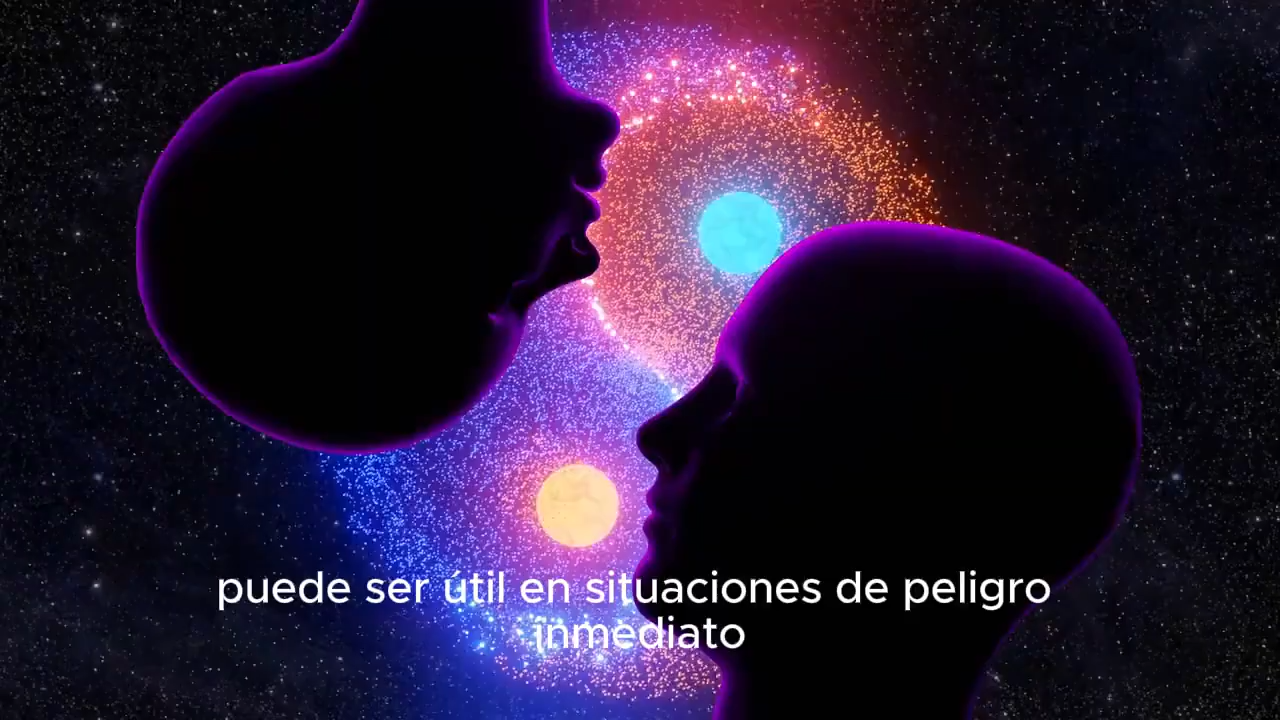 puede ser útil en situaciones de peligro
inmediato